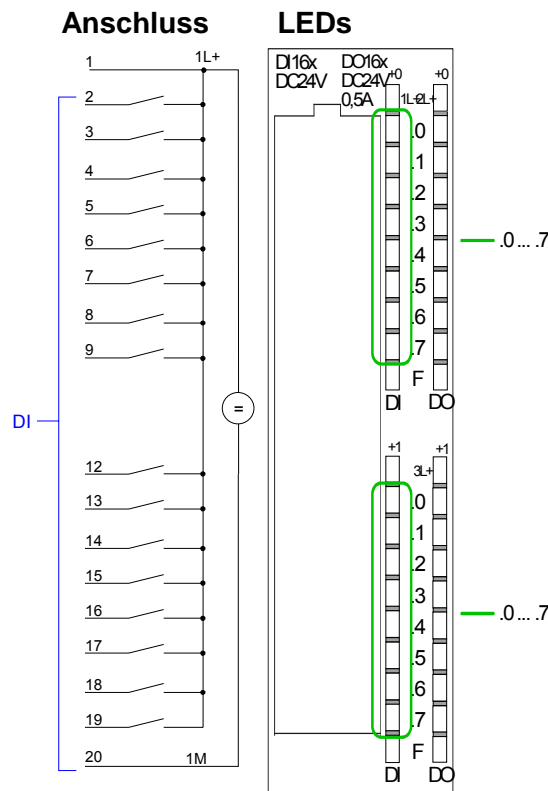 Anschluss
1 1L+
2
3
4
5
6
7
8
9
DI
=
12
13
14
15
16
17
18
19
20 1M
LEDs
DI16x DO16x
DC24V DC24V
0,5A
+0 +0
1L+ 2L+
.0
.1
.2
.3
.4
.5
.6
.7
F
DI DO
.0 ... .7
+1 +1
3L+
.0
.1
.2
.3
.4
.5
.6
.7
F
DI DO
.0 ... .7